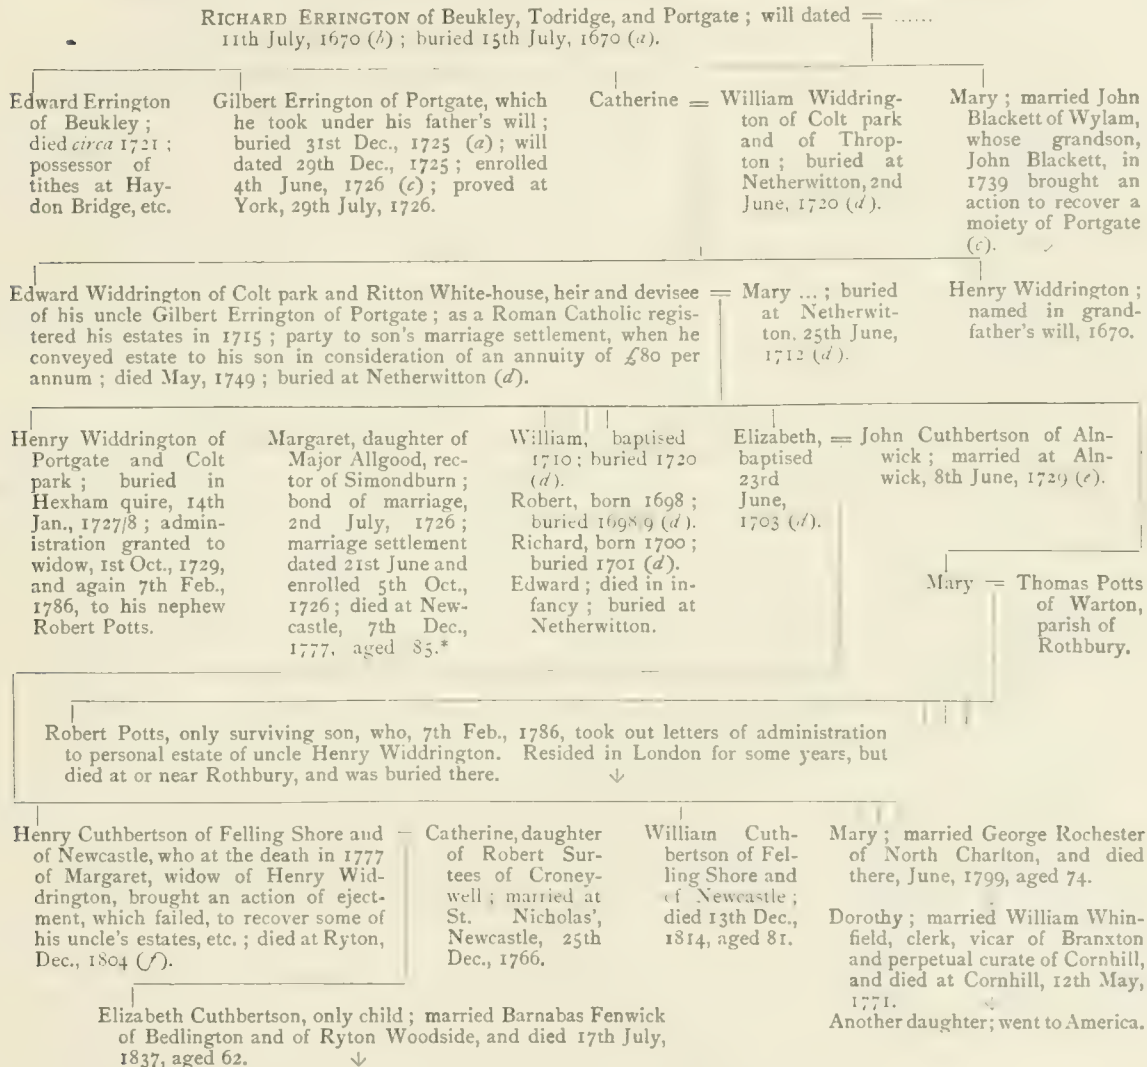 RICHARD ERRINGTON of Beukley, Todridge, and Portgate ; will dated = ......
11th July, 1670 (b) ; buried 15th July, 1670 (a).
Edward Errington
of Beukley ;
died circa 1721 ;
possessor of
tithes at Hay-
don Bridge, etc.
Gilbert Errington of Portgate, which
he took under his father's will ;
buried 31st Dec., 1725 (a) ; will
dated 29th Dec., 1725 ; enrolled
4th June, 1726 (c) ; proved at
York, 29th July, 1726.
Catherine =
William Widdring-
ton of Colt park
and of Throp-
ton ; buried at
Netherwitton, 2nd
June, 1720 (d).
Mary ; married John
Blackett of Wylam,
whose grandson,
John Blackett, in
1739 brought an
action to recover a
moiety of Portgate
(c).
Edward Widdrington of Colt park and Ritton White-house, heir and devisee =
of his uncle Gilbert Errington of Portgate ; as a Roman Catholic regis-
tered his estates in 1715 ; party to son's marriage settlement, when he
conveyed estate to his son in consideration of an annuity of £80 per
annum ; died May, 1749 ; buried at Netherwitton (d).
Mary ... ; buried
at Netherwit-
ton, 25th June,
1712 (d).
Henry Widdrington ;
named in grand-
father's will, 1670.
Henry Widdrington of
Portgate and Colt
park ; buried in
Hexham quire, 14th
Jan., 1727/8 ; admin-
istration granted to
widow, 1st Oct., 1729,
and again 7th Feb.,
1786, to his nephew
Robert Potts.
Margaret, daughter of
Major Allgood, rec-
tor of Simondburn ;
bond of marriage,
2nd July, 1726 ;
marriage settlement
dated 21st June and
enrolled 5th Oct.,
1726 ; died at New-
castle, 7th Dec.,
1777, aged 85.*
William, baptised
1710 ; buried 1720
(d).
Robert, born 1698 ;
buried 1698/9 (d).
Richard, born 1700 ;
buried 1701 (d).
Edward ; died in in-
fancy ; buried at
Netherwitton.
Elizabeth, =
baptised
23rd
June,
1703 (d).
John Cuthbertson of Aln-
wick ; married at Aln-
wick, 8th June, 1729 (e).
Mary =
Thomas Potts
of Warton,
parish of
Rothbury.
Robert Potts, only surviving son, who, 7th Feb., 1786, took out letters of administration
to personal estate of uncle Henry Widdrington. Resided in London for some years, but
died at or near Rothbury, and was buried there. ↓
Henry Cuthbertson of Felling Shore and =
of Newcastle, who at the death in 1777
of Margaret, widow of Henry Wid-
drington, brought an action of eject-
ment, which failed, to recover some of
his uncle's estates, etc. ; died at Ryton,
Dec., 1804 (f).
Catherine, daughter
of Robert Sur-
tees of Croney-
well ; married at
St. Nicholas',
Newcastle, 25th
Dec., 1766.
William Cuth-
bertson of Fel-
ling Shore and
of Newcastle ;
died 13th Dec.,
1814, aged 81.
Mary ; married George Rochester
of North Charlton, and died
there, June, 1799, aged 74.
Dorothy ; married William Whin-
field, clerk, vicar of Branxton
and perpetual curate of Cornhill,
and died at Cornhill, 12th May,
1771.
Another daughter ; went to America.
Elizabeth Cuthbertson, only child ; married Barnabas Fenwick
of Bedlington and of Ryton Woodside, and died 17th July,
1837, aged 62. ↓